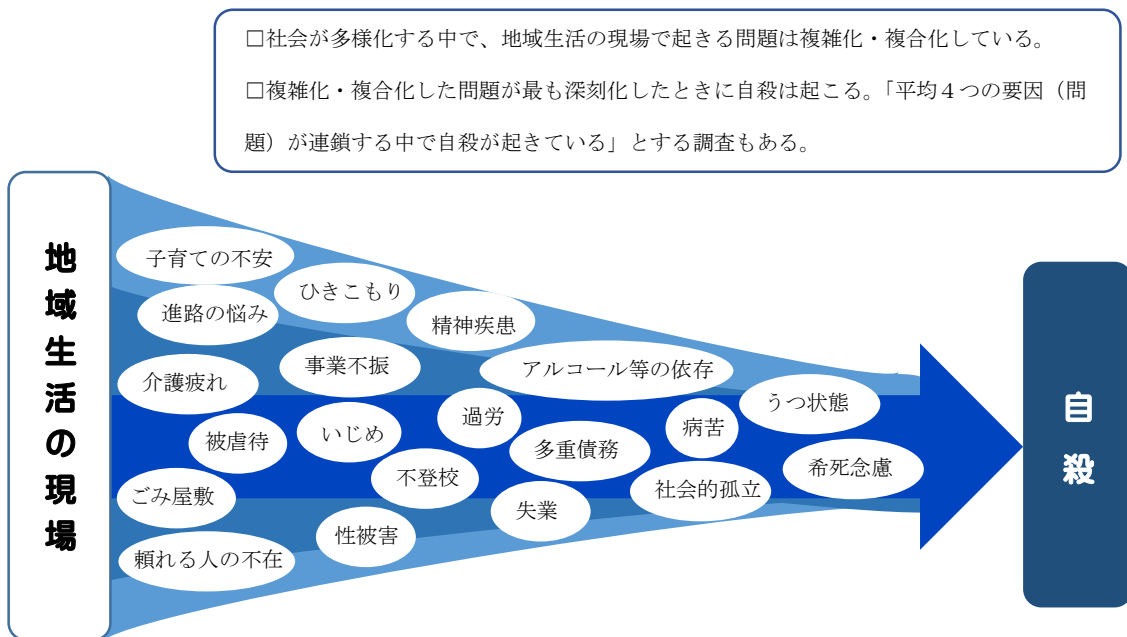 □社会が多様化する中で、地域生活の現場で起きる問題は複雑化・複合化している。
□複雑化・複合化した問題が最も深刻化したときに自殺は起こる。「平均４つの要因（問
題）が連鎖する中で自殺が起きている」とする調査もある。
地域生活の現場
子育ての不安
ひきこもり
進路の悩み
精神疾患
事業不振
アルコール等の依存
介護疲れ
うつ状態
過労
病苦
いじめ
被虐待
多重債務
希死念慮
不登校
社会的孤立
ごみ屋敷
失業
性被害
頼れる人の不在
自殺